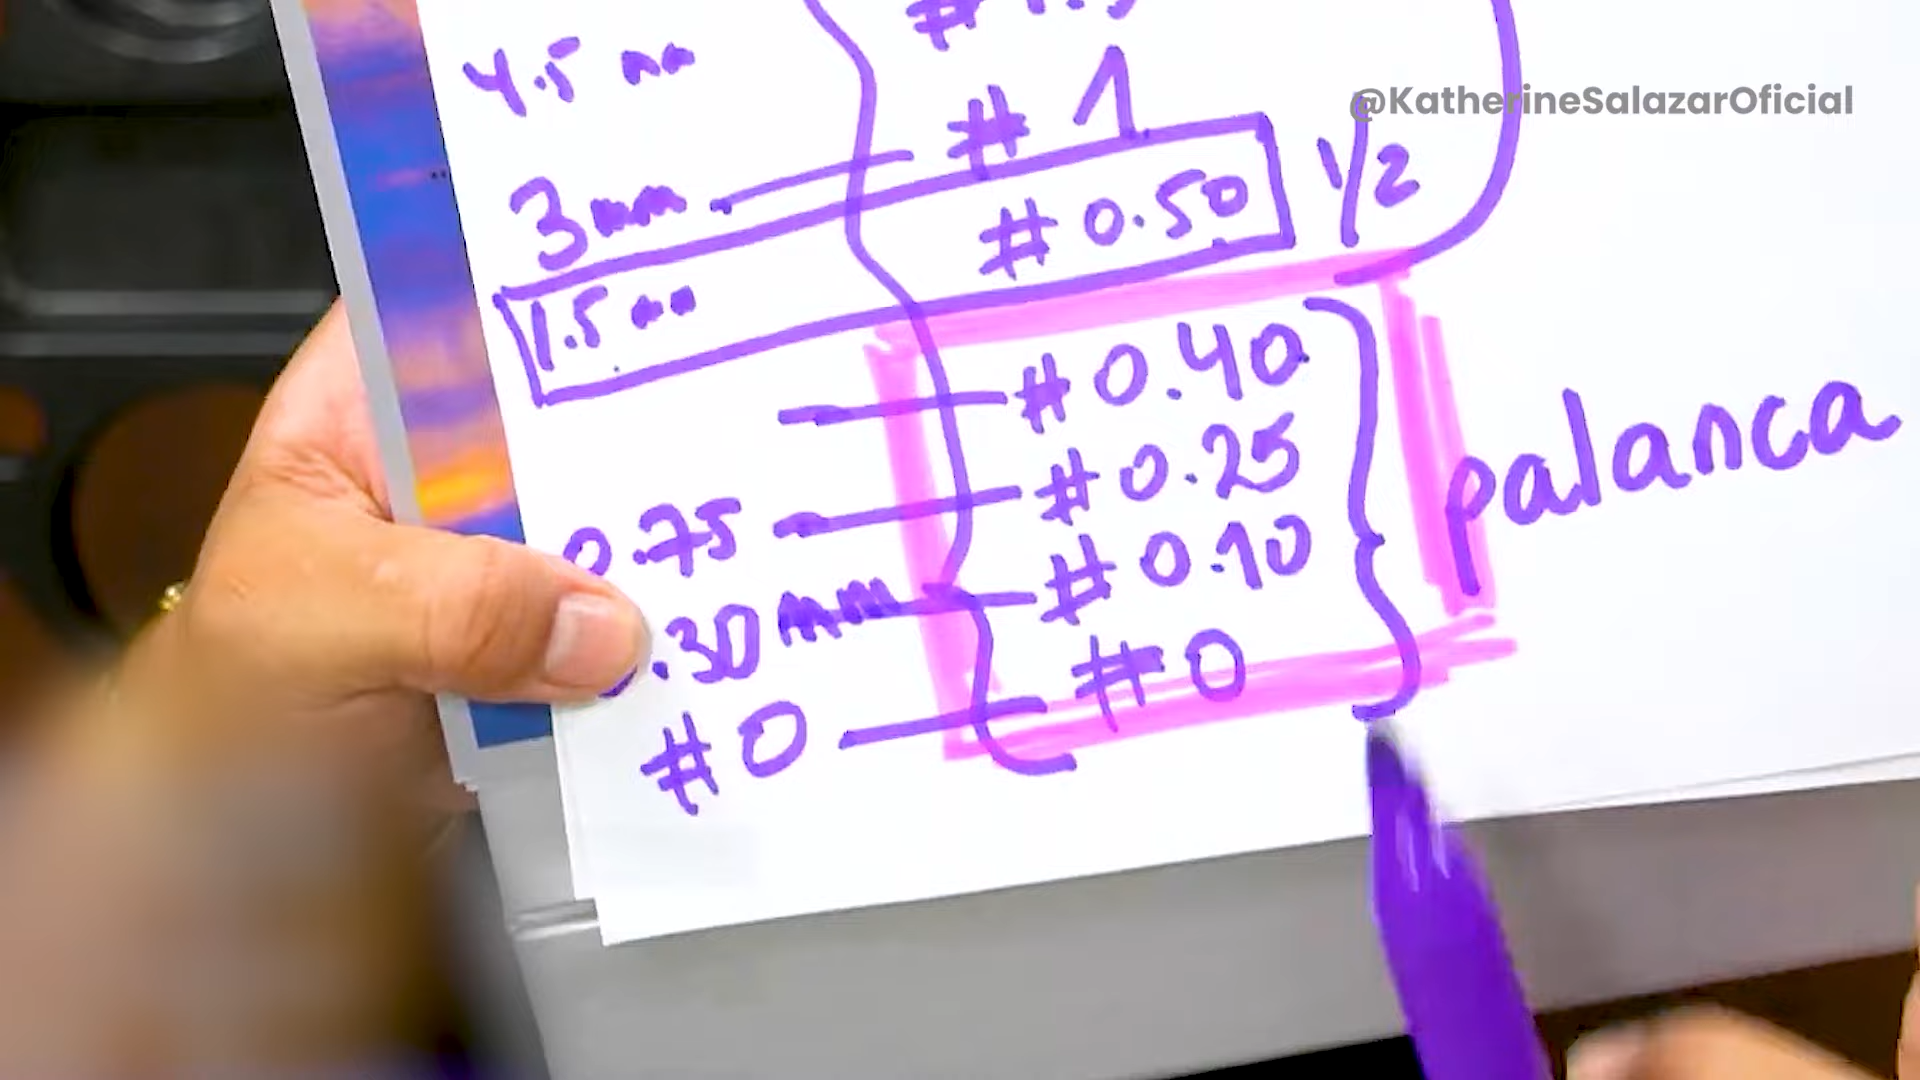 @KatherineSalazarOficial
4.5 mm
# 1
3mm
# 0.50 1/2
1.5 mm
# 0.40
0.75 # 0.25 palanca
.30 mm # 0.10
# 0 # 0